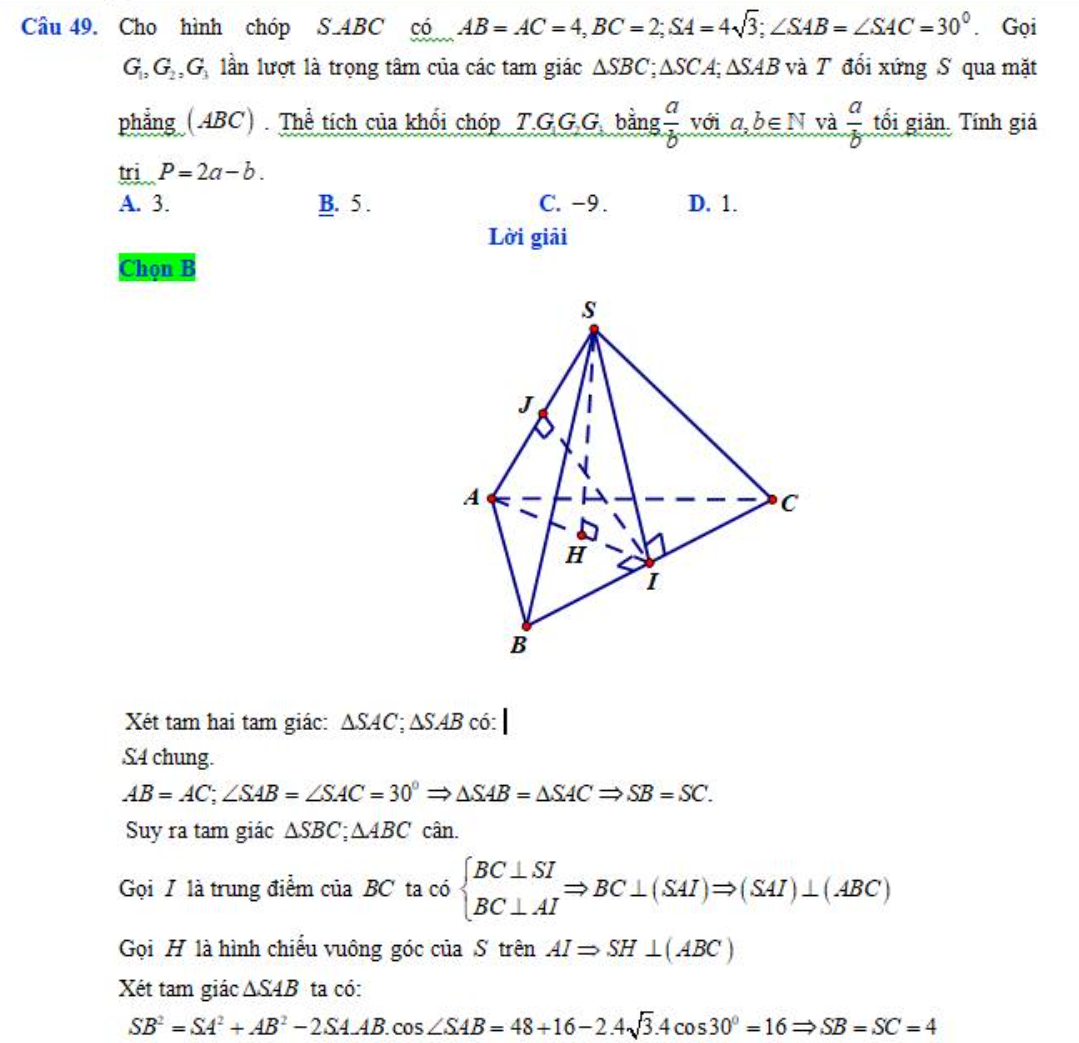 Câu 49. Cho hình chóp S.ABC có AB = AC = 4, BC = 2; SA = 4√3; ∠SAB = ∠SAC = 30⁰. Gọi
G₁, G₂, G₃ lần lượt là trọng tâm của các tam giác ΔSBC; ΔSCA; ΔSAB và T đối xứng S qua mặt
phẳng (ABC). Thể tích của khối chóp T.G₁G₂G₃ bằng a/b với a, b ∈ ℕ và a/b tối giản. Tính giá
trị P = 2a − b.
A. 3. B. 5. C. −9. D. 1.
Lời giải
Chọn B
S
J
A
C
H
I
B
Xét tam hai tam giác: ΔSAC; ΔSAB có:
SA chung.
AB = AC; ∠SAB = ∠SAC = 30⁰ ⇒ ΔSAB = ΔSAC ⇒ SB = SC.
Suy ra tam giác ΔSBC; ΔABC cân.
Gọi I là trung điểm của BC ta có {BC ⊥ SI; BC ⊥ AI ⇒ BC ⊥ (SAI) ⇒ (SAI) ⊥ (ABC)
Gọi H là hình chiếu vuông góc của S trên AI ⇒ SH ⊥ (ABC)
Xét tam giác ΔSAB ta có:
SB² = SA² + AB² − 2SA.AB.cos∠SAB = 48 + 16 − 2.4√3.4cos30⁰ = 16 ⇒ SB = SC = 4